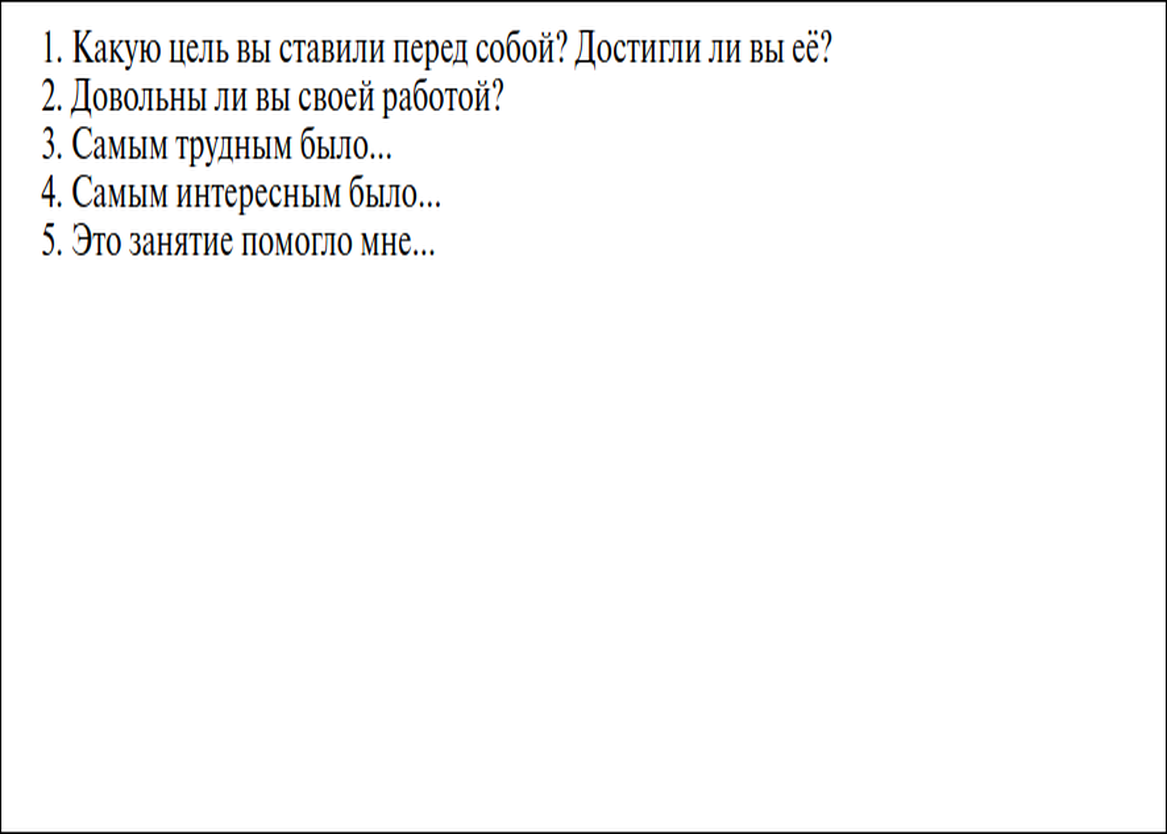 1. Какую цель вы ставили перед собой? Достигли ли вы её?
2. Довольны ли вы своей работой?
3. Самым трудным было...
4. Самым интересным было...
5. Это занятие помогло мне...